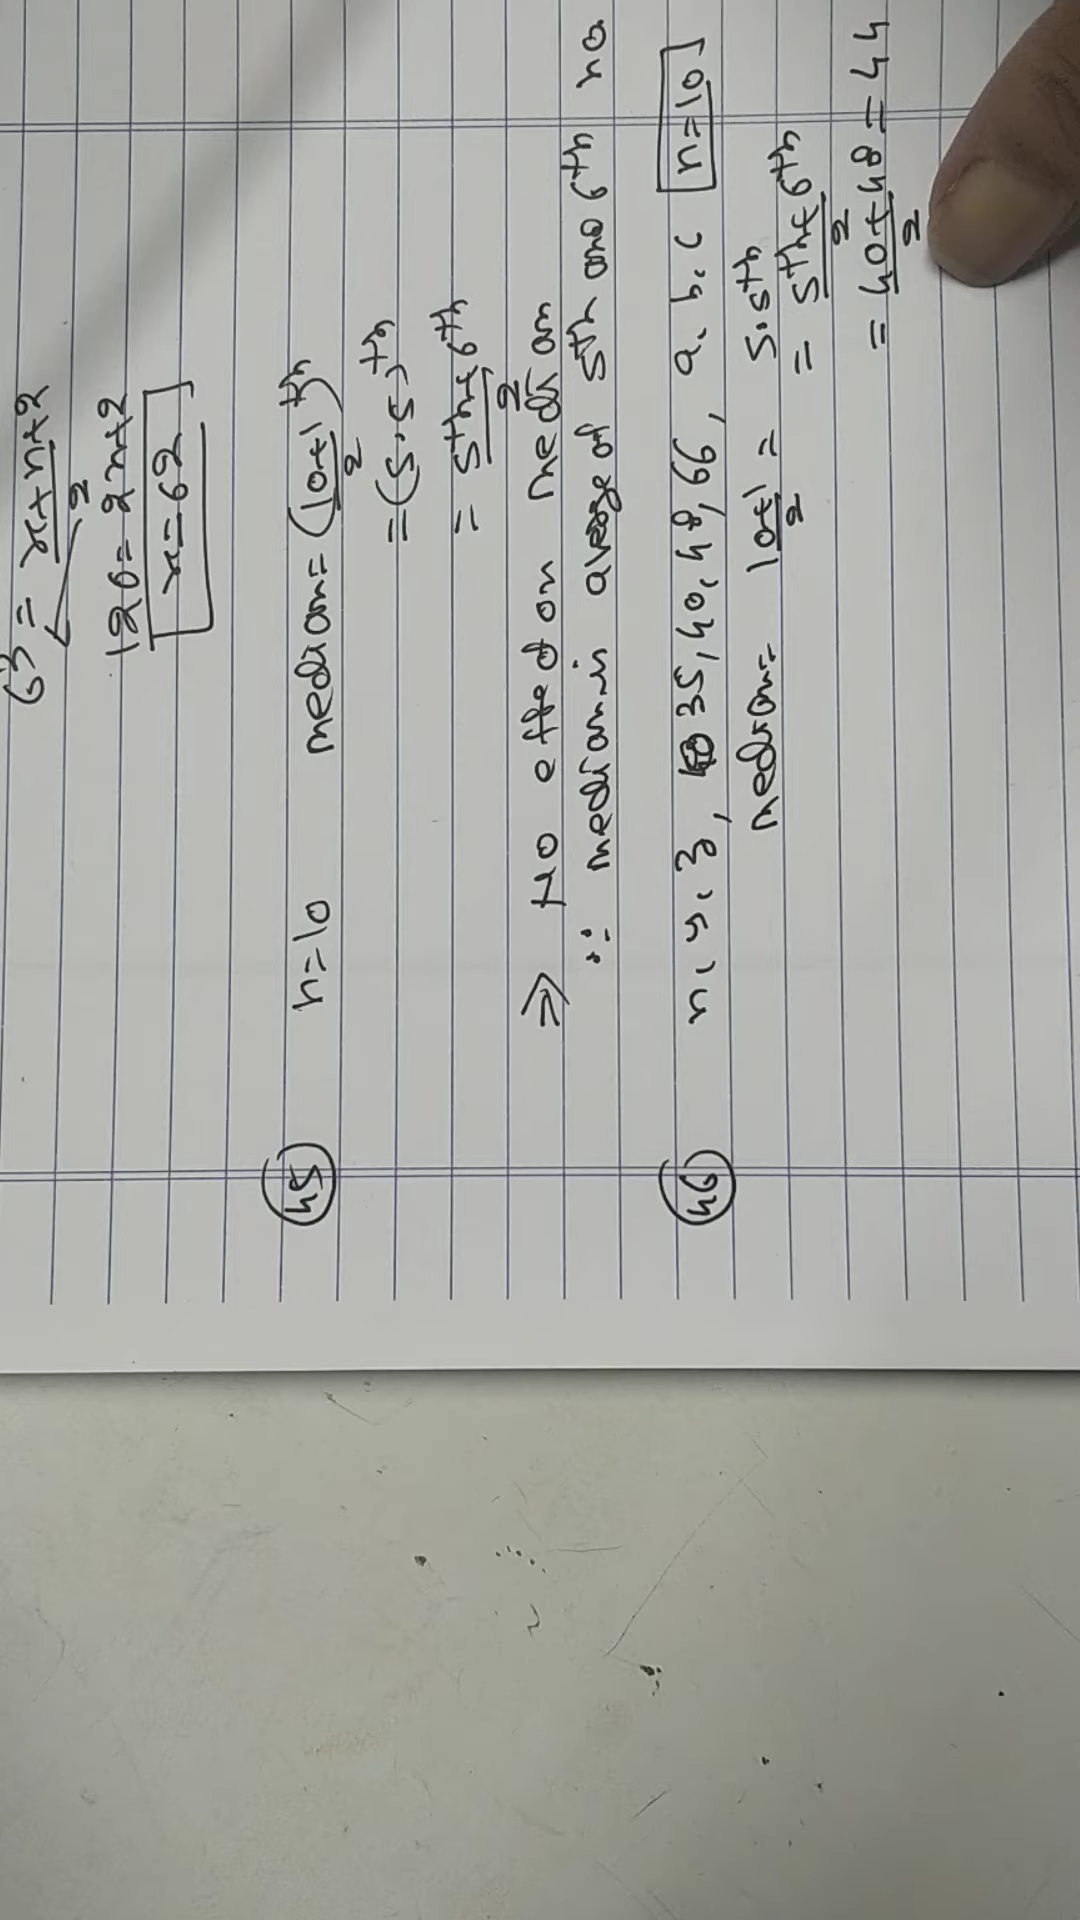 63 = x+x+2/2
126 = 2x+2
x=62
45 n=10 median= (10+1/2)th
=(5.5)th
= 5th+6th/2
⇒ No effect on median
∵ median is average of 5th and 6th no
46 x, y, z, 35, 40, 48, 66, a, b, c n=10
median= 10+1/2 = 5.5th
= 5th+6th/2
= 40+48/2 = 44